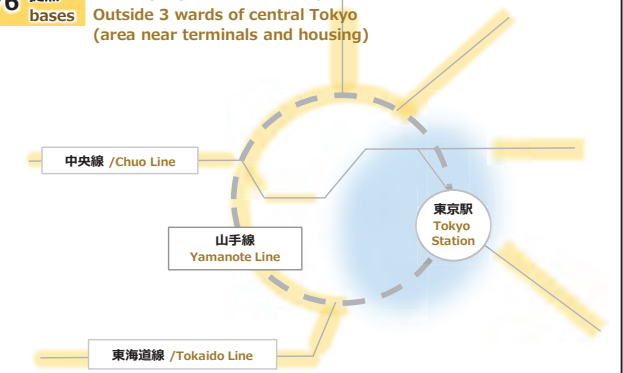 bases
Outside 3 wards of central Tokyo
(area near terminals and housing)
中央線 /Chuo Line
東京駅
Tokyo
Station
山手線
Yamanote Line
東海道線 /Tokaido Line